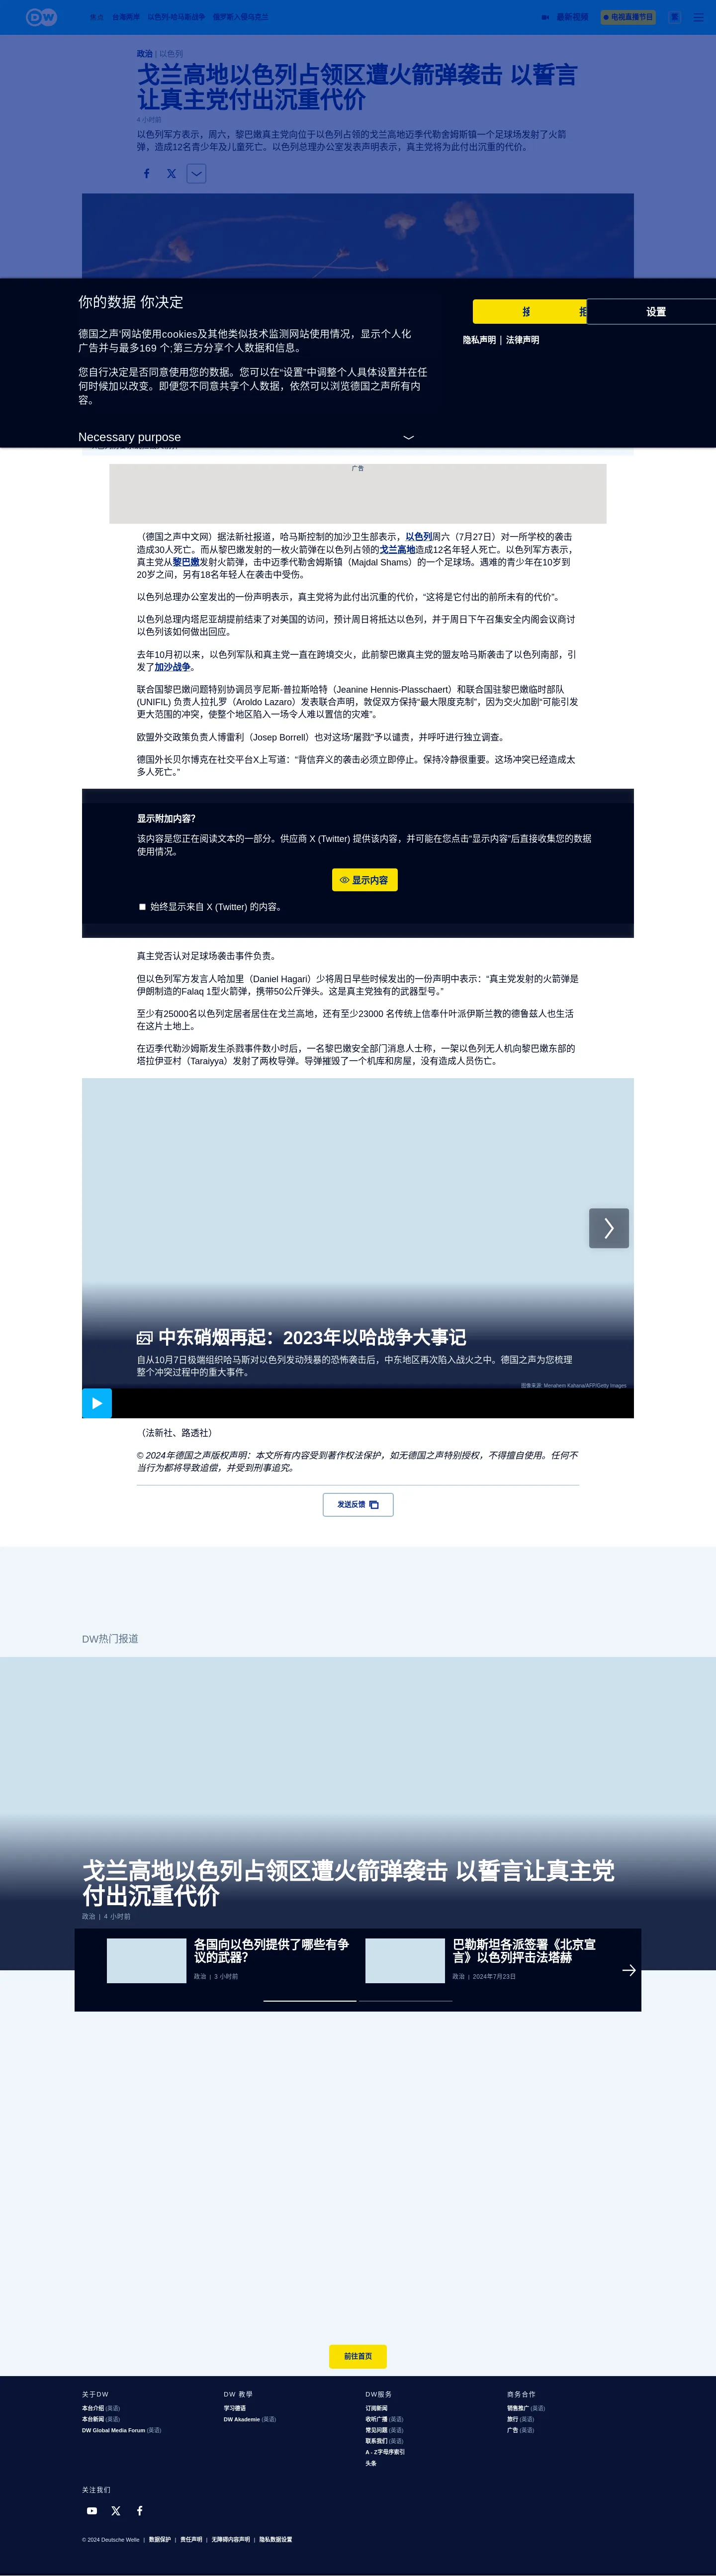 DW
焦点 台海两岸 以色列-哈马斯战争 俄罗斯入侵乌克兰
最新视频
电视直播节目
政治 | 以色列
戈兰高地以色列占领区遭火箭弹袭击 以誓言
让真主党付出沉重代价
4 小时前
以色列军方表示，周六，黎巴嫩真主党向位于以色列占领的戈兰高地迈季代勒舍姆斯镇一个足球场发射了火箭
弹，造成12名青少年及儿童死亡。以色列总理办公室发表声明表示，真主党将为此付出沉重的代价。
你的数据 你决定
德国之声'网站使用cookies及其他类似技术监测网站使用情况，显示个人化
广告并与最多169 个;第三方分享个人数据和信息。
您自行决定是否同意使用您的数据。您可以在“设置”中调整个人具体设置并在任
何时候加以改变。即便您不同意共享个人数据，依然可以浏览德国之声所有内
容。
设置
隐私声明 | 法律声明
Necessary purpose
广告
（德国之声中文网）据法新社报道，哈马斯控制的加沙卫生部表示，以色列周六（7月27日）对一所学校的袭击
造成30人死亡。而从黎巴嫩发射的一枚火箭弹在以色列占领的戈兰高地造成12名年轻人死亡。以色列军方表示，
真主党从黎巴嫩发射火箭弹，击中迈季代勒舍姆斯镇（Majdal Shams）的一个足球场。遇难的青少年在10岁到
20岁之间，另有18名年轻人在袭击中受伤。
以色列总理办公室发出的一份声明表示，真主党将为此付出沉重的代价，“这将是它付出的前所未有的代价”。
以色列总理内塔尼亚胡提前结束了对美国的访问，预计周日将抵达以色列，并于周日下午召集安全内阁会议商讨
以色列该如何做出回应。
去年10月初以来，以色列军队和真主党一直在跨境交火，此前黎巴嫩真主党的盟友哈马斯袭击了以色列南部，引
发了加沙战争。
联合国黎巴嫩问题特别协调员亨尼斯-普拉斯哈特（Jeanine Hennis-Plasschaert）和联合国驻黎巴嫩临时部队
(UNIFIL) 负责人拉扎罗（Aroldo Lazaro）发表联合声明，敦促双方保持“最大限度克制”，因为交火加剧“可能引发
更大范围的冲突，使整个地区陷入一场令人难以置信的灾难”。
欧盟外交政策负责人博雷利（Josep Borrell）也对这场“屠戮”予以谴责，并呼吁进行独立调查。
德国外长贝尔博克在社交平台X上写道：“背信弃义的袭击必须立即停止。保持冷静很重要。这场冲突已经造成太
多人死亡。”
显示附加内容？
该内容是您正在阅读文本的一部分。供应商 X (Twitter) 提供该内容，并可能在您点击“显示内容”后直接收集您的数据
使用情况。
显示内容
始终显示来自 X (Twitter) 的内容。
真主党否认对足球场袭击事件负责。
但以色列军方发言人哈加里（Daniel Hagari）少将周日早些时候发出的一份声明中表示：“真主党发射的火箭弹是
伊朗制造的Falaq 1型火箭弹，携带50公斤弹头。这是真主党独有的武器型号。”
至少有25000名以色列定居者居住在戈兰高地，还有至少23000 名传统上信奉什叶派伊斯兰教的德鲁兹人也生活
在这片土地上。
在迈季代勒沙姆斯发生杀戮事件数小时后，一名黎巴嫩安全部门消息人士称，一架以色列无人机向黎巴嫩东部的
塔拉伊亚村（Taraiyya）发射了两枚导弹。导弹摧毁了一个机库和房屋，没有造成人员伤亡。
中东硝烟再起：2023年以哈战争大事记
自从10月7日极端组织哈马斯对以色列发动残暴的恐怖袭击后，中东地区再次陷入战火之中。德国之声为您梳理
整个冲突过程中的重大事件。
图像来源: Menahem Kahana/AFP/Getty Images
（法新社、路透社）
© 2024年德国之声版权声明：本文所有内容受到著作权法保护，如无德国之声特别授权，不得擅自使用。任何不
当行为都将导致追偿，并受到刑事追究。
发送反馈
DW热门报道
戈兰高地以色列占领区遭火箭弹袭击 以誓言让真主党
付出沉重代价
政治 | 4 小时前
各国向以色列提供了哪些有争
议的武器？
政治 | 3 小时前
巴勒斯坦各派签署《北京宣
言》以色列抨击法塔赫
政治 | 2024年7月23日
前往首页
关于DW
本台介绍 (英语)
本台新闻 (英语)
DW Global Media Forum (英语)
DW 教學
学习德语
DW Akademie (英语)
DW服务
订阅新闻
收听广播 (英语)
常见问题 (英语)
联系我们 (英语)
A - Z字母序索引
头条
商务合作
销售推广 (英语)
旅行 (英语)
广告 (英语)
关注我们
© 2024 Deutsche Welle | 数据保护 | 责任声明 | 无障碍内容声明 | 隐私数据设置